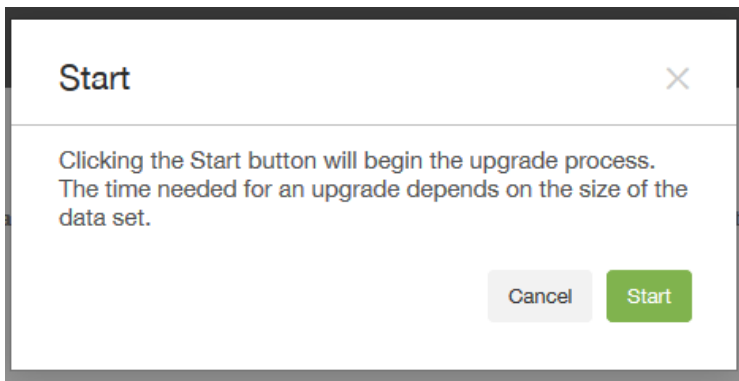 Start
Clicking the Start button will begin the upgrade process.
The time needed for an upgrade depends on the size of the
data set.
Cancel
Start